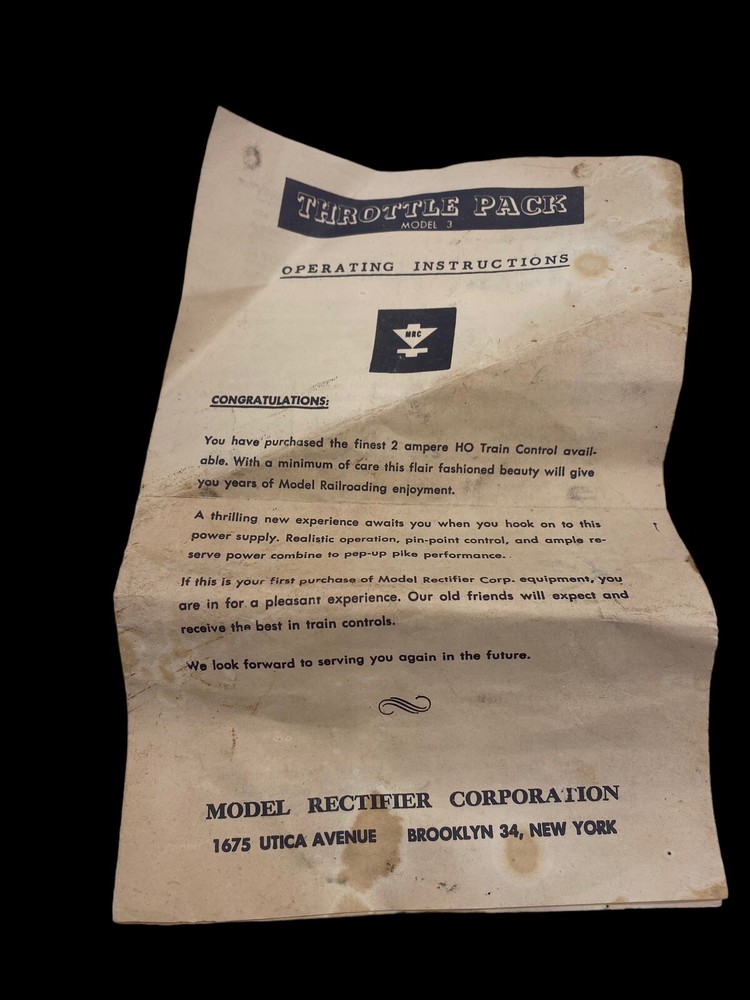 THROTTLE PACK
MODEL 3
OPERATING INSTRUCTIONS
MRC
CONGRATULATIONS:
You have purchased the finest 2 ampere HO Train Control avail-
able. With a minimum of care this flair fashioned beauty will give
you years of Model Railroading enjoyment.
A thrilling new experience awaits you when you hook on to this
power supply. Realistic operation, pin-point control, and ample re-
serve power combine to pep-up pike performance.
If this is your first purchase of Model Rectifier Corp. equipment, you
are in for a pleasant experience. Our old friends will expect and
receive the best in train controls.
We look forward to serving you again in the future.
MODEL RECTIFIER CORPORATION
1675 UTICA AVENUE BROOKLYN 34, NEW YORK